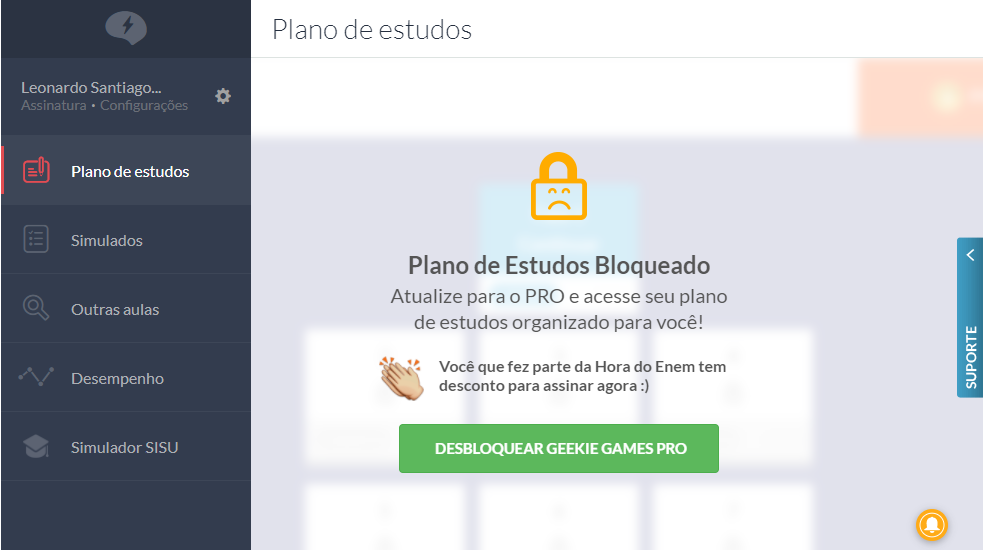 Plano de estudos
Leonardo Santiago...
Assinatura • Configurações
Plano de estudos
Simulados
Outras aulas
Desempenho
Simulador SISU
Plano de Estudos Bloqueado
Atualize para o PRO e acesse seu plano
de estudos organizado para você!
Você que fez parte da Hora do Enem tem
desconto para assinar agora :)
DESBLOQUEAR GEEKIE GAMES PRO
SUPORTE